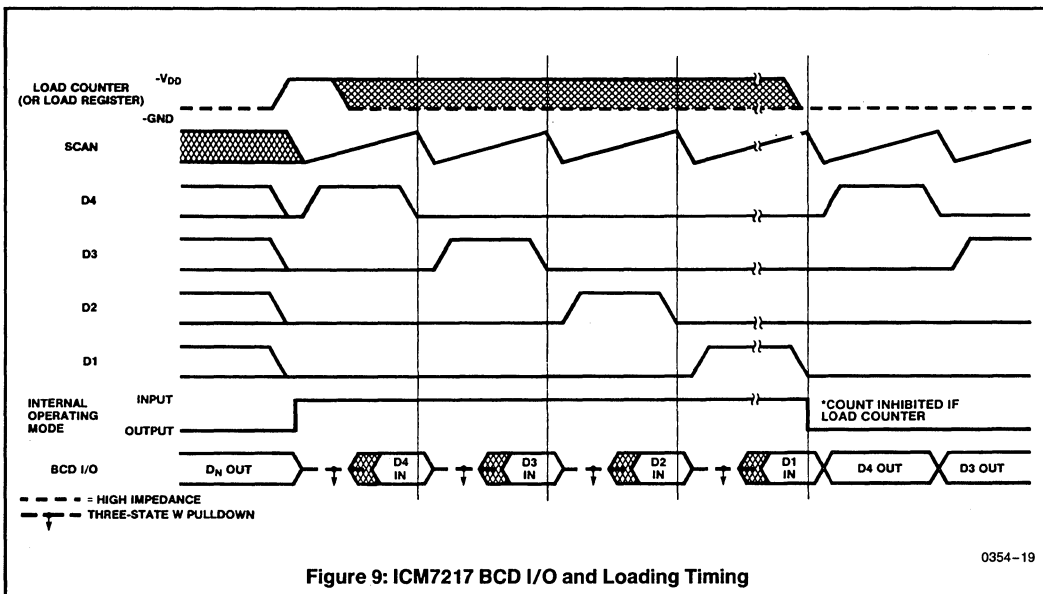 -VDD
LOAD COUNTER
(OR LOAD REGISTER)
-GND
SCAN
D4
D3
D2
D1
INTERNAL
OPERATING
MODE
INPUT
OUTPUT
*COUNT INHIBITED IF
LOAD COUNTER
BCD I/O
DN OUT
D4
IN
D3
IN
D2
IN
D1
IN
D4 OUT
D3 OUT
= HIGH IMPEDANCE
THREE-STATE W PULLDOWN
0354-19
Figure 9: ICM7217 BCD I/O and Loading Timing